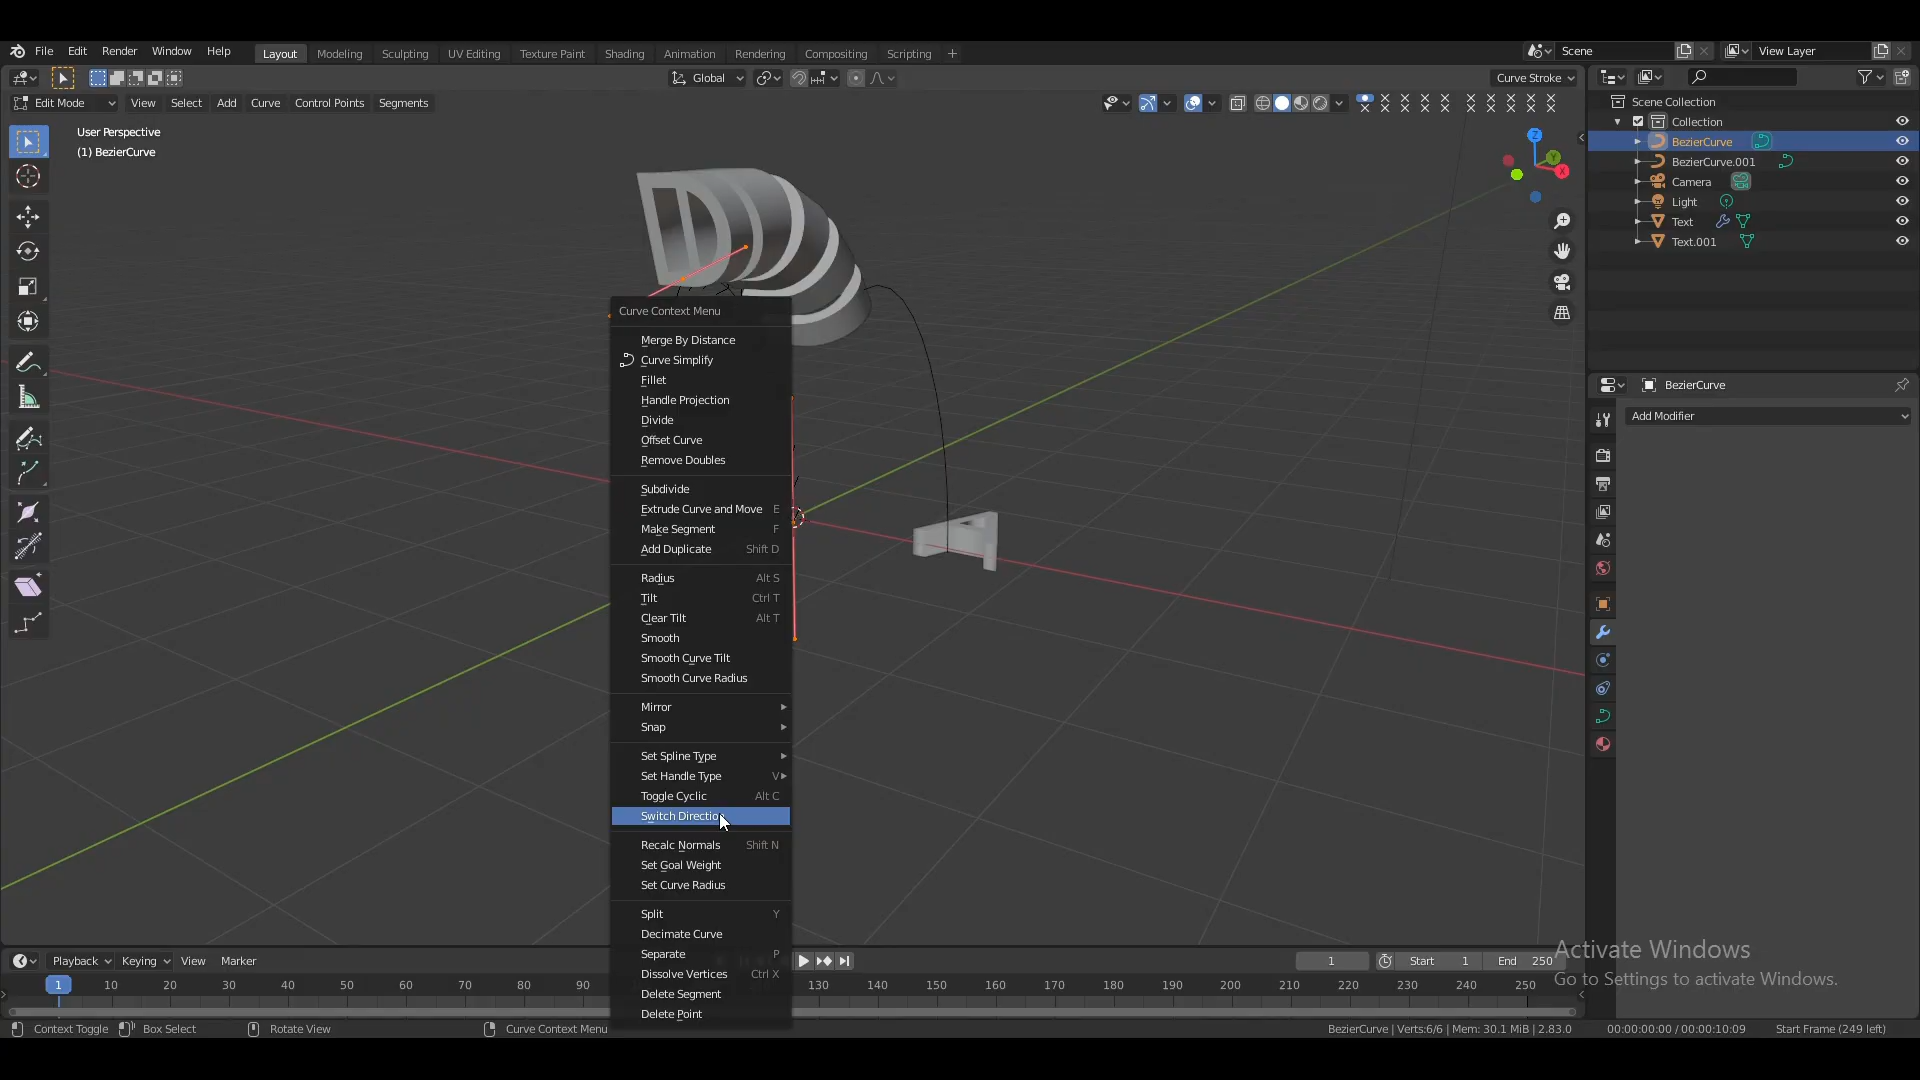 File Edit Render Window Help Layout Modeling Sculpting UV Editing Texture Paint Shading Animation Rendering Compositing Scripting + Scene View Layer
Global Curve Stroke
Edit Mode View Select Add Curve Control Points Segments
User Perspective
(1) BezierCurve
Z
Y
X
Scene Collection
Collection
BezierCurve
BezierCurve.001
Camera
Light
Text
Text.001
BezierCurve
Add Modifier
Curve Context Menu
Merge By Distance
Curve Simplify
Fillet
Handle Projection
Divide
Offset Curve
Remove Doubles
Subdivide
Extrude Curve and Move E
Make Segment F
Add Duplicate Shift D
Radius Alt S
Tilt Ctrl T
Clear Tilt Alt T
Smooth
Smooth Curve Tilt
Smooth Curve Radius
Mirror
Snap
Set Spline Type
Set Handle Type V
Toggle Cyclic Alt C
Switch Direction
Recalc Normals Shift N
Set Goal Weight
Set Curve Radius
Split Y
Decimate Curve
Separate P
Dissolve Vertices Ctrl X
Delete Segment
Delete Point
Activate Windows
Go to Settings to activate Windows.
Playback Keying View Marker 1 Start 1 End 250
1 10 20 30 40 50 60 70 80 90 130 140 150 160 170 180 190 200 210 220 230 240 250
Context Toggle Box Select Rotate View Curve Context Menu BezierCurve | Verts:6/6 | Mem: 30.1 MiB | 2.83.0 00:00:00:00 / 00:00:10:09 Start Frame (249 left)